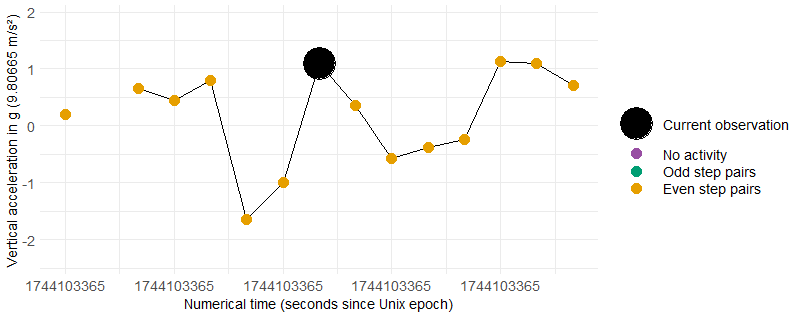 Vertical acceleration in g (9.80665 m/s²)
2
1
0
-1
-2
1744103365 1744103365 1744103365 1744103365 1744103365
Numerical time (seconds since Unix epoch)
Current observation
No activity
Odd step pairs
Even step pairs